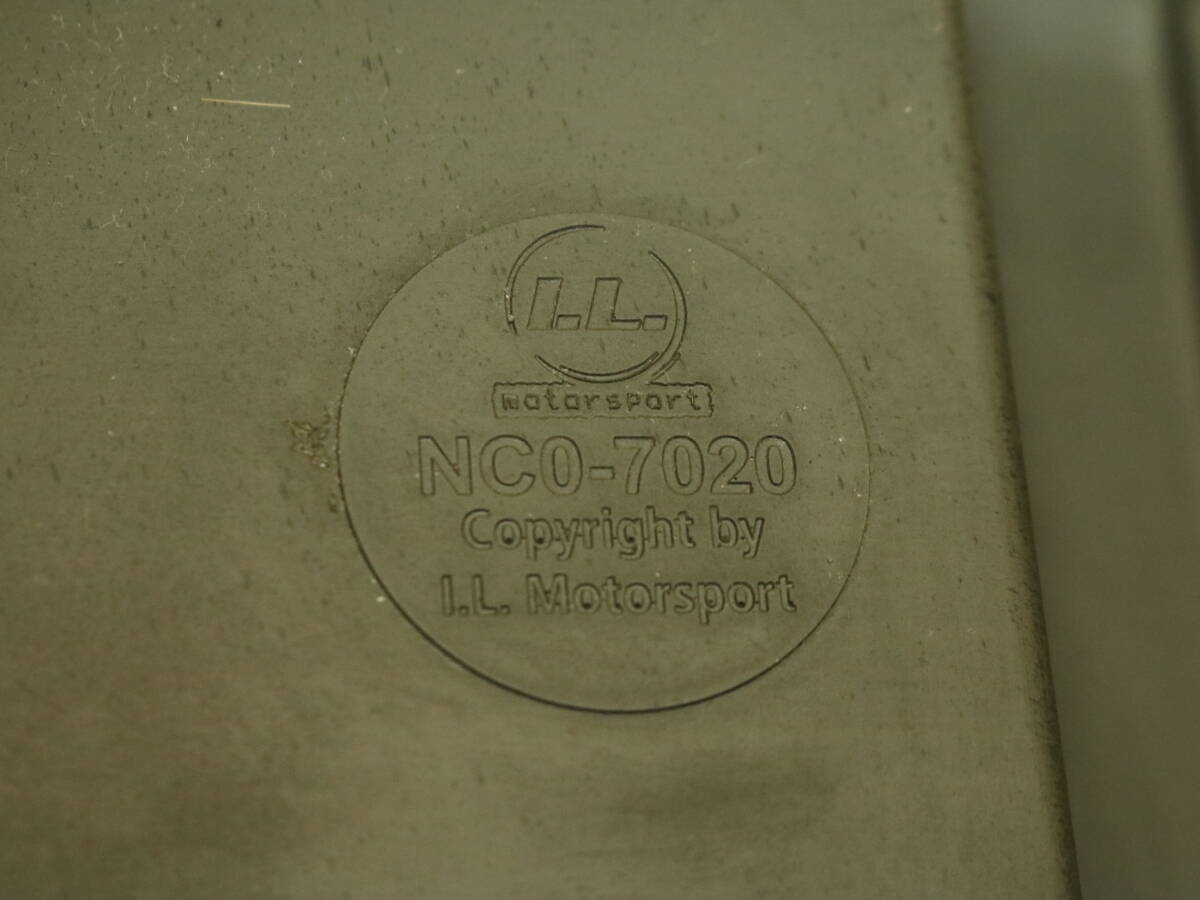 I.L.
motorsport
NC0-7020
Copyright by
I.L. Motorsport